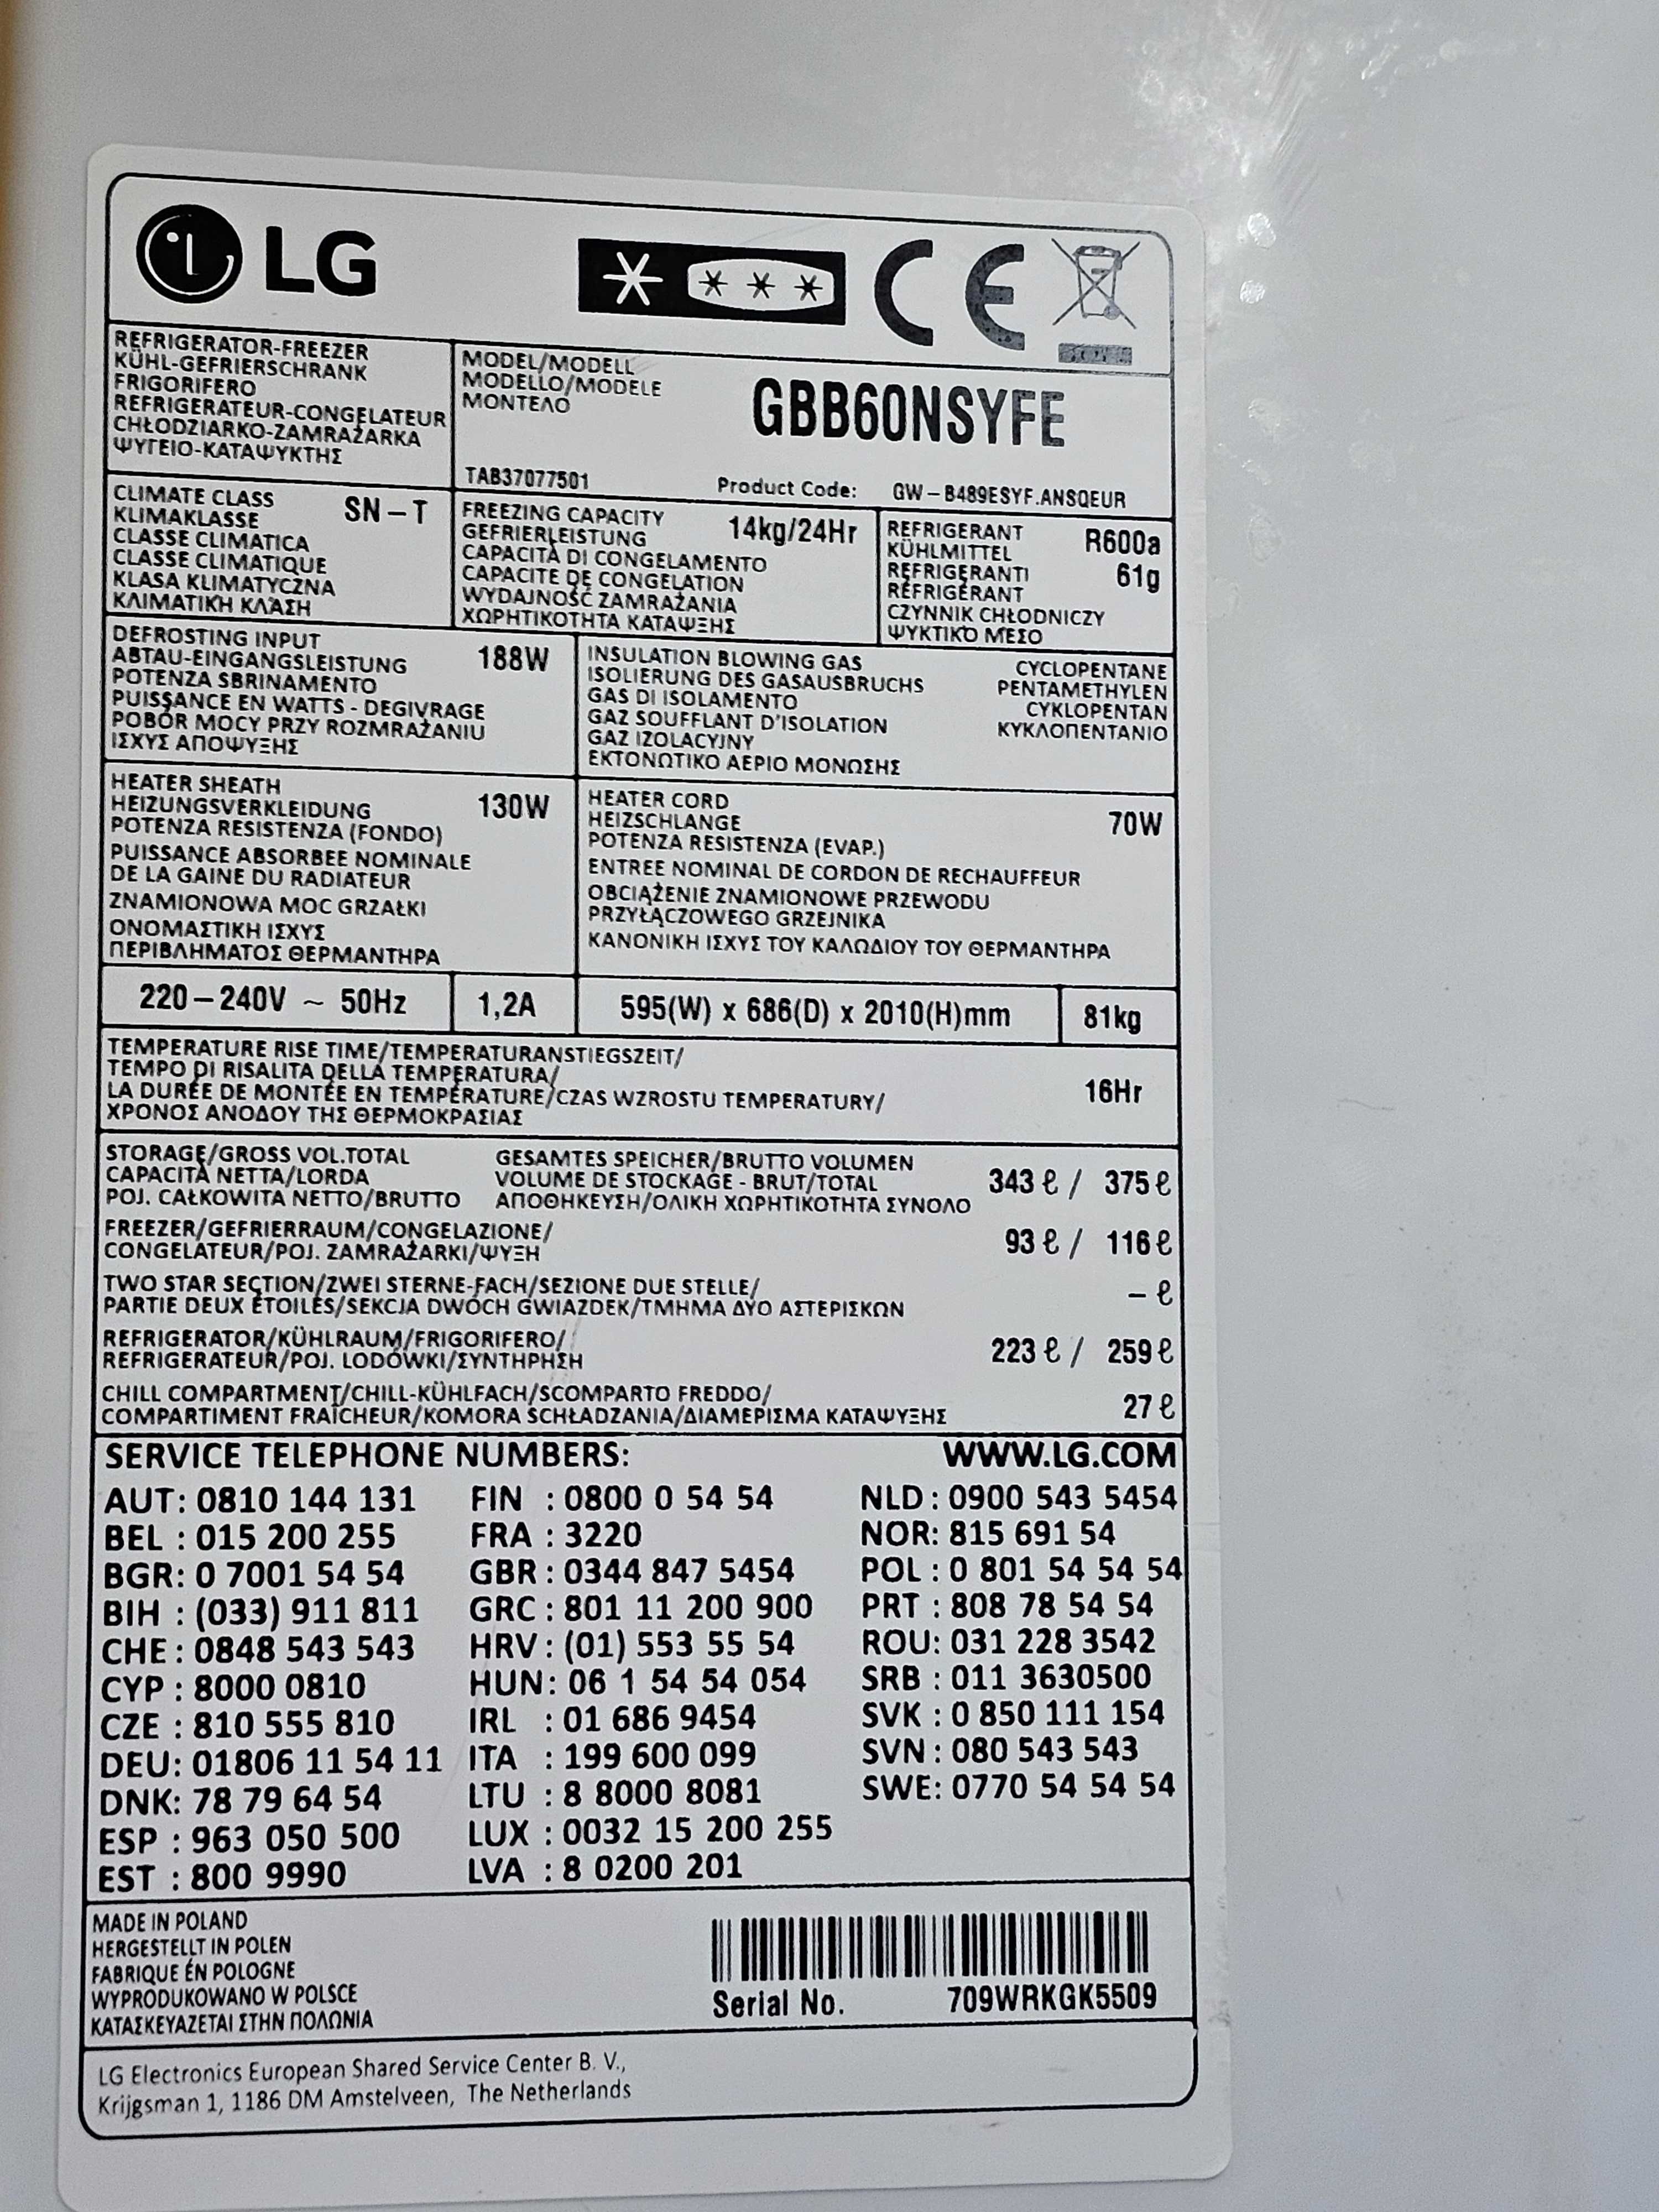 LG
REFRIGERATOR-FREEZER
KÜHL-GEFRIERSCHRANK
FRIGORIFERO
REFRIGERATEUR-CONGELATEUR
CHŁODZIARKO-ZAMRAŻARKA
ΨΥΓΕΙΟ-ΚΑΤΑΨΥΚΤΗΣ
MODEL/MODELL
MODELLO/MODELE
ΜΟΝΤΕΛΟ
GBB60NSYFE
TAB37077501 Product Code: GW-B489ESYF.ANSQEUR
CLIMATE CLASS SN-T
KLIMAKLASSE
CLASSE CLIMATICA
CLASSE CLIMATIQUE
KLASA KLIMATYCZNA
ΚΛΙΜΑΤΙΚΉ ΚΛΆΣΗ
FREEZING CAPACITY 14kg/24Hr
GEFRIERLEISTUNG
CAPACITÀ DI CONGELAMENTO
CAPACITE DE CONGELATION
WYDAJNOŚĆ ZAMRAŻANIA
ΧΩΡΗΤΙΚΟΤΗΤΑ ΚΑΤΑΨΞΗΣ
REFRIGERANT R600a
KÜHLMITTEL
REFRIGERANTI 61g
RÉFRIGÉRANT
CZYNNIK CHŁODNICZY
ΨΥΚΤΙΚΌ ΜΈΣΟ
DEFROSTING INPUT 188W
ABTAU-EINGANGSLEISTUNG
POTENZA SBRINAMENTO
PUISSANCE EN WATTS - DEGIVRAGE
POBÓR MOCY PRZY ROZMRAŻANIU
ΙΣΧΥΣ ΑΠΟΨΥΞΗΣ
INSULATION BLOWING GAS CYCLOPENTANE
ISOLIERUNG DES GASAUSBRUCHS PENTAMETHYLEN
GAS DI ISOLAMENTO CYKLOPENTAN
GAZ SOUFFLANT D'ISOLATION ΚΥΚΛΟΠΕΝΤΑΝΙΟ
GAZ IZOLACYJNY
ΕΚΤΟΝΩΤΙΚΟ ΑΕΡΙΟ ΜΟΝΩΣΗΣ
HEATER SHEATH 130W
HEIZUNGSVERKLEIDUNG
POTENZA RESISTENZA (FONDO)
PUISSANCE ABSORBEE NOMINALE
DE LA GAINE DU RADIATEUR
ZNAMIONOWA MOC GRZAŁKI
ΟΝΟΜΑΣΤΙΚΗ ΙΣΧΥΣ
ΠΕΡΙΒΛΗΜΑΤΟΣ ΘΕΡΜΑΝΤΗΡΑ
HEATER CORD 70W
HEIZSCHLANGE
POTENZA RESISTENZA (EVAP.)
ENTREE NOMINAL DE CORDON DE RECHAUFFEUR
OBCIĄŻENIE ZNAMIONOWE PRZEWODU
PRZYŁĄCZOWEGO GRZEJNIKA
ΚΑΝΟΝΙΚΗ ΙΣΧΥΣ ΤΟΥ ΚΑΛΩΔΙΟΥ ΤΟΥ ΘΕΡΜΑΝΤΗΡΑ
220-240V ~ 50Hz 1,2A 595(W) x 686(D) x 2010(H)mm 81kg
TEMPERATURE RISE TIME/TEMPERATURANSTIEGSZEIT/
TEMPO DI RISALITA DELLA TEMPERATURA/
LA DURÉE DE MONTÉE EN TEMPÉRATURE/CZAS WZROSTU TEMPERATURY/
ΧΡΟΝΟΣ ΑΝΟΔΟΥ ΤΗΣ ΘΕΡΜΟΚΡΑΣΙΑΣ
16Hr
STORAGE/GROSS VOL.TOTAL GESAMTES SPEICHER/BRUTTO VOLUMEN
CAPACITÀ NETTA/LORDA VOLUME DE STOCKAGE - BRUT/TOTAL 343 ℓ / 375 ℓ
POJ. CAŁKOWITA NETTO/BRUTTO ΑΠΟΘΗΚΕΥΣΗ/ΟΛΙΚΗ ΧΩΡΗΤΙΚΟΤΗΤΑ ΣΥΝΟΛΟ
FREEZER/GEFRIERRAUM/CONGELAZIONE/
CONGELATEUR/POJ. ZAMRAŻARKI/ΨΥΞΗ 93 ℓ / 116 ℓ
TWO STAR SECTION/ZWEI STERNE-FACH/SEZIONE DUE STELLE/
PARTIE DEUX ÉTOILES/SEKCJA DWÓCH GWIAZDEK/ΤΜΗΜΑ ΔΥΟ ΑΣΤΕΡΙΣΚΩΝ – ℓ
REFRIGERATOR/KÜHLRAUM/FRIGORIFERO/
REFRIGERATEUR/POJ. LODÓWKI/ΣΥΝΤΗΡΗΣΗ 223 ℓ / 259 ℓ
CHILL COMPARTMENT/CHILL-KÜHLFACH/SCOMPARTO FREDDO/
COMPARTIMENT FRAÎCHEUR/KOMORA SCHŁADZANIA/ΔΙΑΜΕΡΙΣΜΑ ΚΑΤΑΨΥΞΗΣ 27 ℓ
SERVICE TELEPHONE NUMBERS: WWW.LG.COM
AUT: 0810 144 131 FIN : 0800 0 54 54 NLD : 0900 543 5454
BEL : 015 200 255 FRA : 3220 NOR: 815 691 54
BGR: 0 7001 54 54 GBR : 0344 847 5454 POL : 0 801 54 54 54
BIH : (033) 911 811 GRC : 801 11 200 900 PRT : 808 78 54 54
CHE : 0848 543 543 HRV : (01) 553 55 54 ROU: 031 228 3542
CYP : 8000 0810 HUN: 06 1 54 54 054 SRB : 011 3630500
CZE : 810 555 810 IRL : 01 686 9454 SVK : 0 850 111 154
DEU: 01806 11 54 11 ITA : 199 600 099 SVN : 080 543 543
DNK: 78 79 64 54 LTU : 8 8000 8081 SWE: 0770 54 54 54
ESP : 963 050 500 LUX : 0032 15 200 255
EST : 800 9990 LVA : 8 0200 201
MADE IN POLAND
HERGESTELLT IN POLEN
FABRIQUE ÉN POLOGNE
WYPRODUKOWANO W POLSCE
ΚΑΤΑΣΚΕΥΑΖΕΤΑΙ ΣΤΗΝ ΠΟΛΩΝΙΑ
Serial No. 709WRKGK5509
LG Electronics European Shared Service Center B. V.,
Krijgsman 1, 1186 DM Amstelveen, The Netherlands